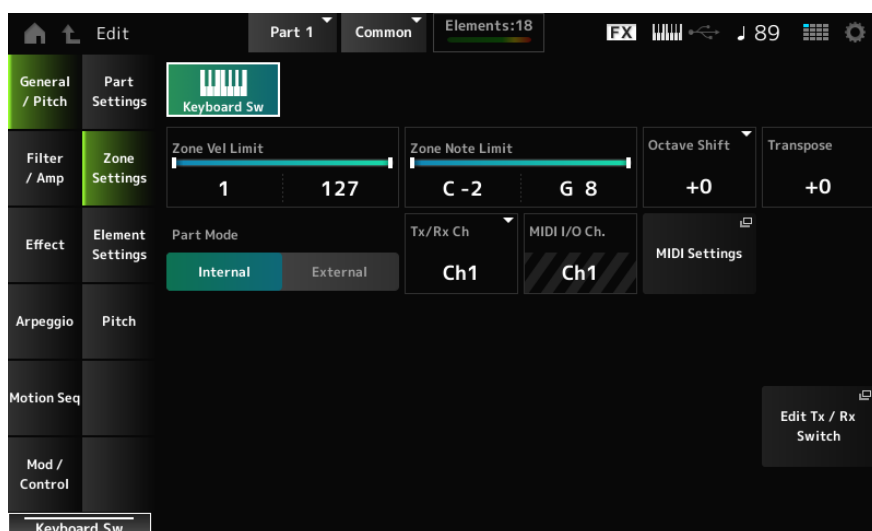 Edit
Part 1
Common
Elements:18
FX
♩ 89
General
/ Pitch
Part
Settings
Keyboard Sw
Filter
/ Amp
Zone
Settings
Zone Vel Limit
1
127
Zone Note Limit
C -2
G 8
Octave Shift
+0
Transpose
+0
Effect
Element
Settings
Part Mode
Internal
External
Tx/Rx Ch
Ch1
MIDI I/O Ch.
Ch1
MIDI Settings
Arpeggio
Pitch
Motion Seq
Edit Tx / Rx
Switch
Mod /
Control
Keyboard Sw